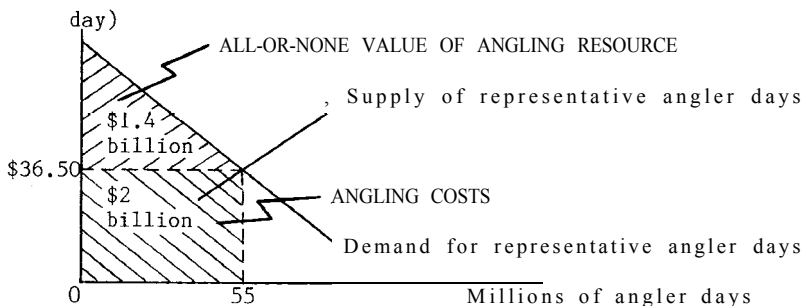 day)
ALL-OR-NONE VALUE OF ANGLING RESOURCE
, Supply of representative angler days
$1.4
billion
$36.50
$2
billion
ANGLING COSTS
Demand for representative angler days
0
55
Millions of angler days